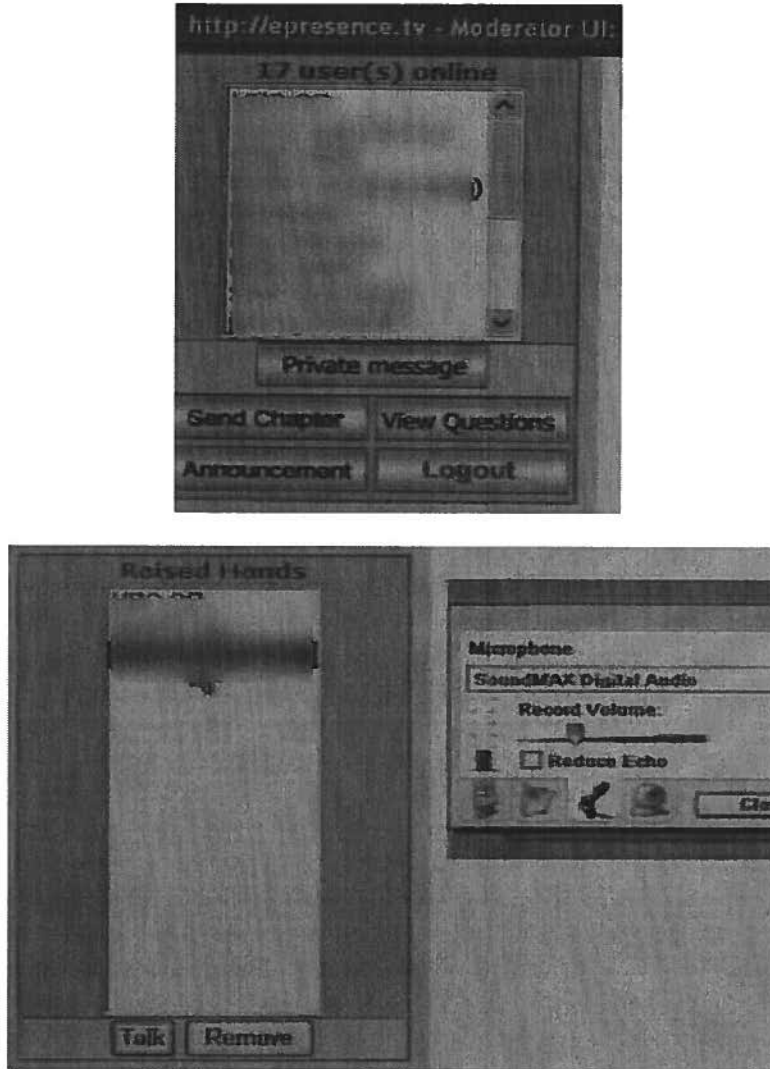 http://epresence.tv - Moderator UI:
17 user(s) online
Private message
Send Chapter View Questions
Announcement Logout
Raised Hands
Microphone
SoundMAX Digital Audio
Record Volume:
Reduce Echo
Talk Remove